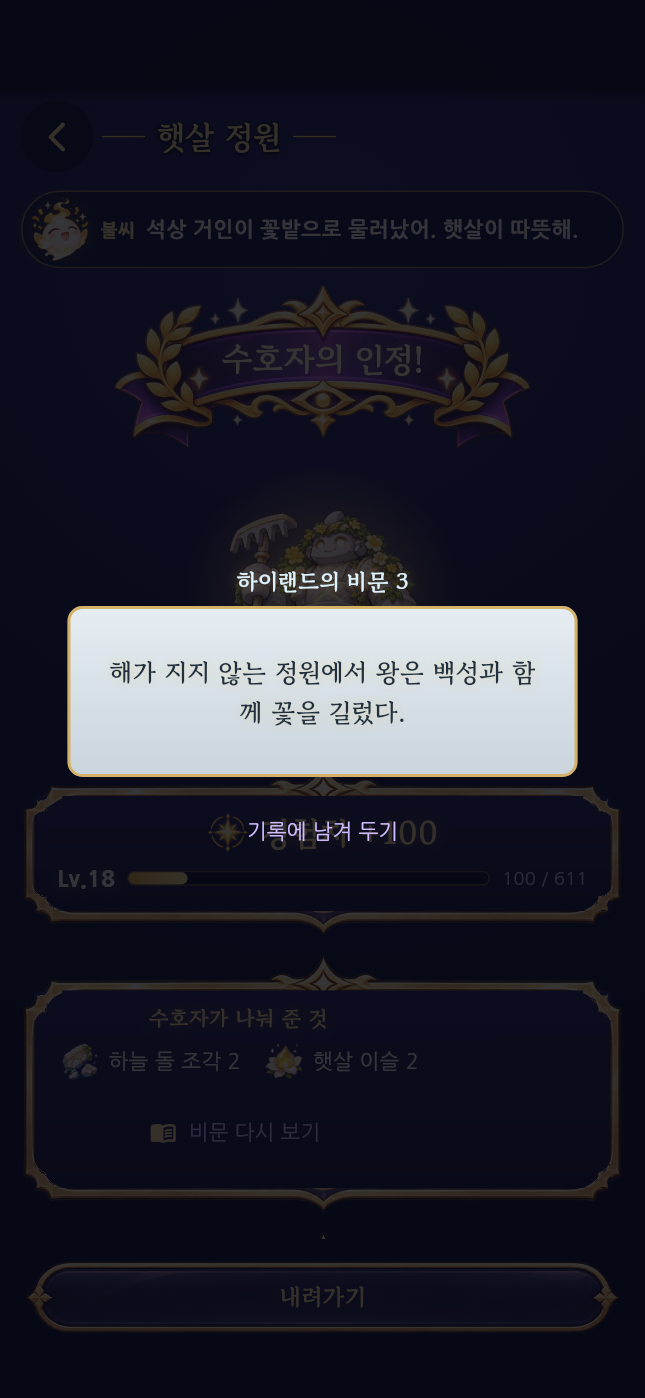 햇살 정원
불씨 석상 거인이 꽃밭으로 물러났어. 햇살이 따뜻해.
수호자의 인정!
하이랜드의 비문 3
해가 지지 않는 정원에서 왕은 백성과 함
께 꽃을 길렀다.
기록에 남겨 두기
Lv.18 100 / 611
수호자가 나눠 준 것
하늘 돌 조각 2 햇살 이슬 2
비문 다시 보기
내려가기